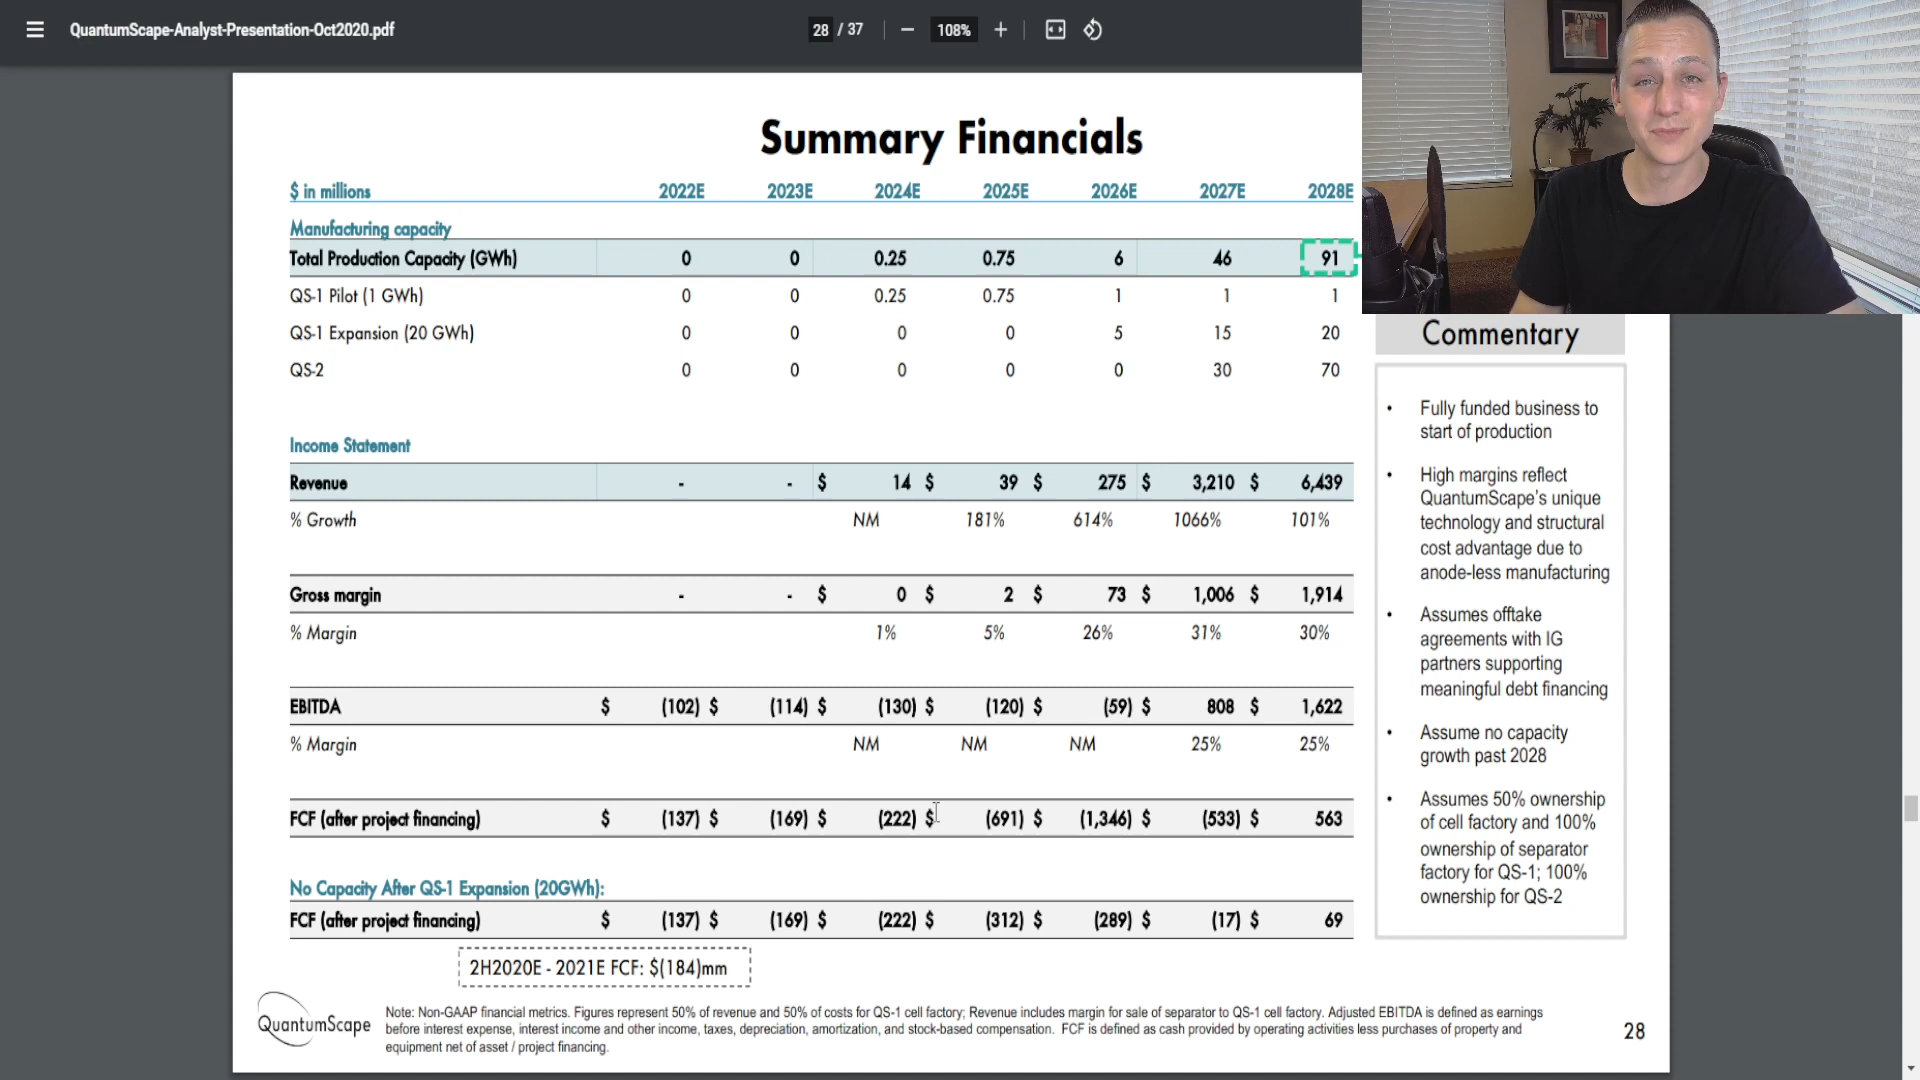 QuantumScape-Analyst-Presentation-Oct2020.pdf
28 / 37
108%
Summary Financials
$ in millions 2022E 2023E 2024E 2025E 2026E 2027E 2028E
Manufacturing capacity
Total Production Capacity (GWh) 0 0 0.25 0.75 6 46 91
QS-1 Pilot (1 GWh) 0 0 0.25 0.75 1 1 1
QS-1 Expansion (20 GWh) 0 0 0 0 5 15 20
QS-2 0 0 0 0 0 30 70
Income Statement
Revenue - - $ 14 $ 39 $ 275 $ 3,210 $ 6,439
% Growth NM 181% 614% 1066% 101%
Gross margin - - $ 0 $ 2 $ 73 $ 1,006 $ 1,914
% Margin 1% 5% 26% 31% 30%
EBITDA $ (102) $ (114) $ (130) $ (120) $ (59) $ 808 $ 1,622
% Margin NM NM NM 25% 25%
FCF (after project financing) $ (137) $ (169) $ (222) $ (691) $ (1,346) $ (533) $ 563
No Capacity After QS-1 Expansion (20GWh):
FCF (after project financing) $ (137) $ (169) $ (222) $ (312) $ (289) $ (17) $ 69
2H2020E - 2021E FCF: $(184)mm
Commentary
• Fully funded business to
start of production
• High margins reflect
QuantumScape's unique
technology and structural
cost advantage due to
anode-less manufacturing
• Assumes offtake
agreements with IG
partners supporting
meaningful debt financing
• Assume no capacity
growth past 2028
• Assumes 50% ownership
of cell factory and 100%
ownership of separator
factory for QS-1; 100%
ownership for QS-2
QuantumScape
Note: Non-GAAP financial metrics. Figures represent 50% of revenue and 50% of costs for QS-1 cell factory; Revenue includes margin for sale of separator to QS-1 cell factory. Adjusted EBITDA is defined as earnings
before interest expense, interest income and other income, taxes, depreciation, amortization, and stock-based compensation. FCF is defined as cash provided by operating activities less purchases of property and
equipment net of asset / project financing.
28